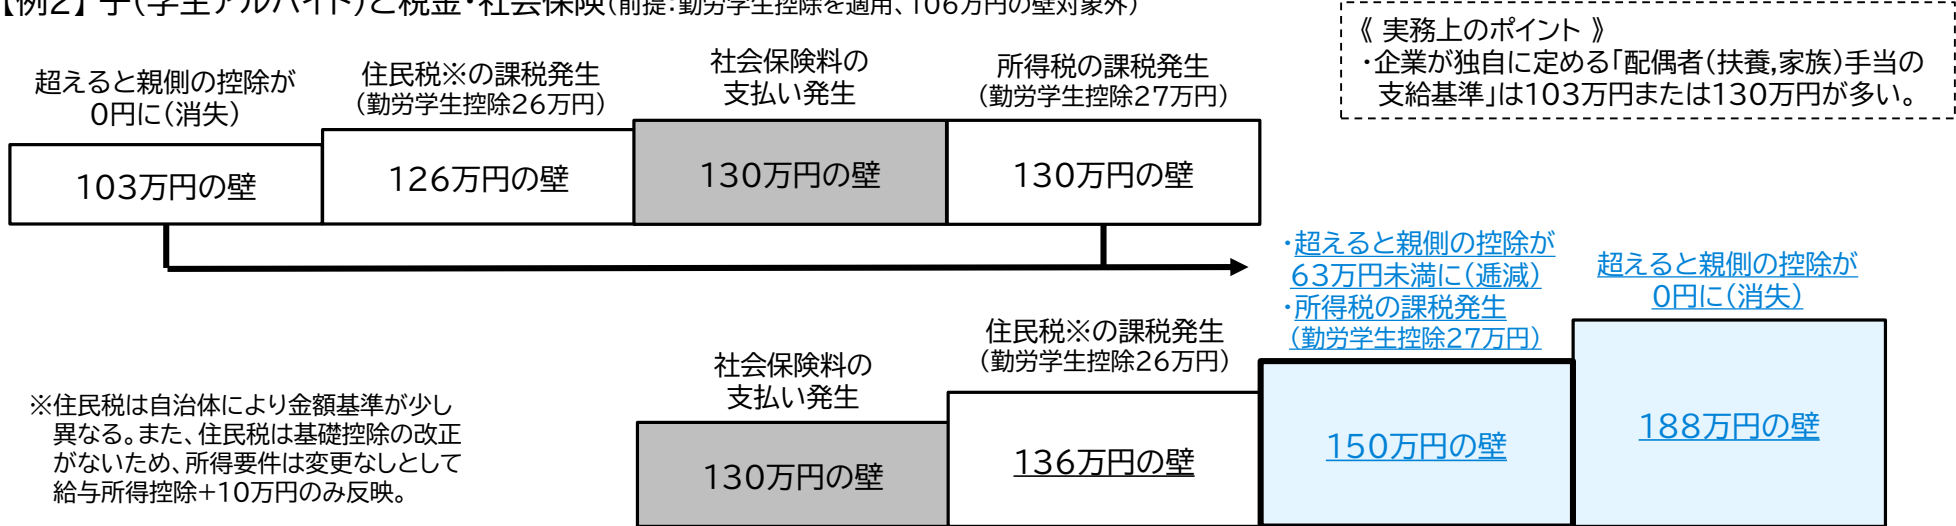 【例2】 子(学生アルバイト)と税金・社会保険(前提:勤労学生控除を適用、106万円の壁対象外)
《 実務上のポイント 》
・企業が独自に定める「配偶者(扶養,家族)手当の
支給基準」は103万円または130万円が多い。
超えると親側の控除が
0円に(消失)
住民税※の課税発生
(勤労学生控除26万円)
社会保険料の
支払い発生
所得税の課税発生
(勤労学生控除27万円)
103万円の壁
126万円の壁
130万円の壁
130万円の壁
・超えると親側の控除が
63万円未満に(逓減)
・所得税の課税発生
(勤労学生控除27万円)
超えると親側の控除が
0円に(消失)
社会保険料の
支払い発生
住民税※の課税発生
(勤労学生控除26万円)
130万円の壁
136万円の壁
150万円の壁
188万円の壁
※住民税は自治体により金額基準が少し
異なる。また、住民税は基礎控除の改正
がないため、所得要件は変更なしとして
給与所得控除+10万円のみ反映。